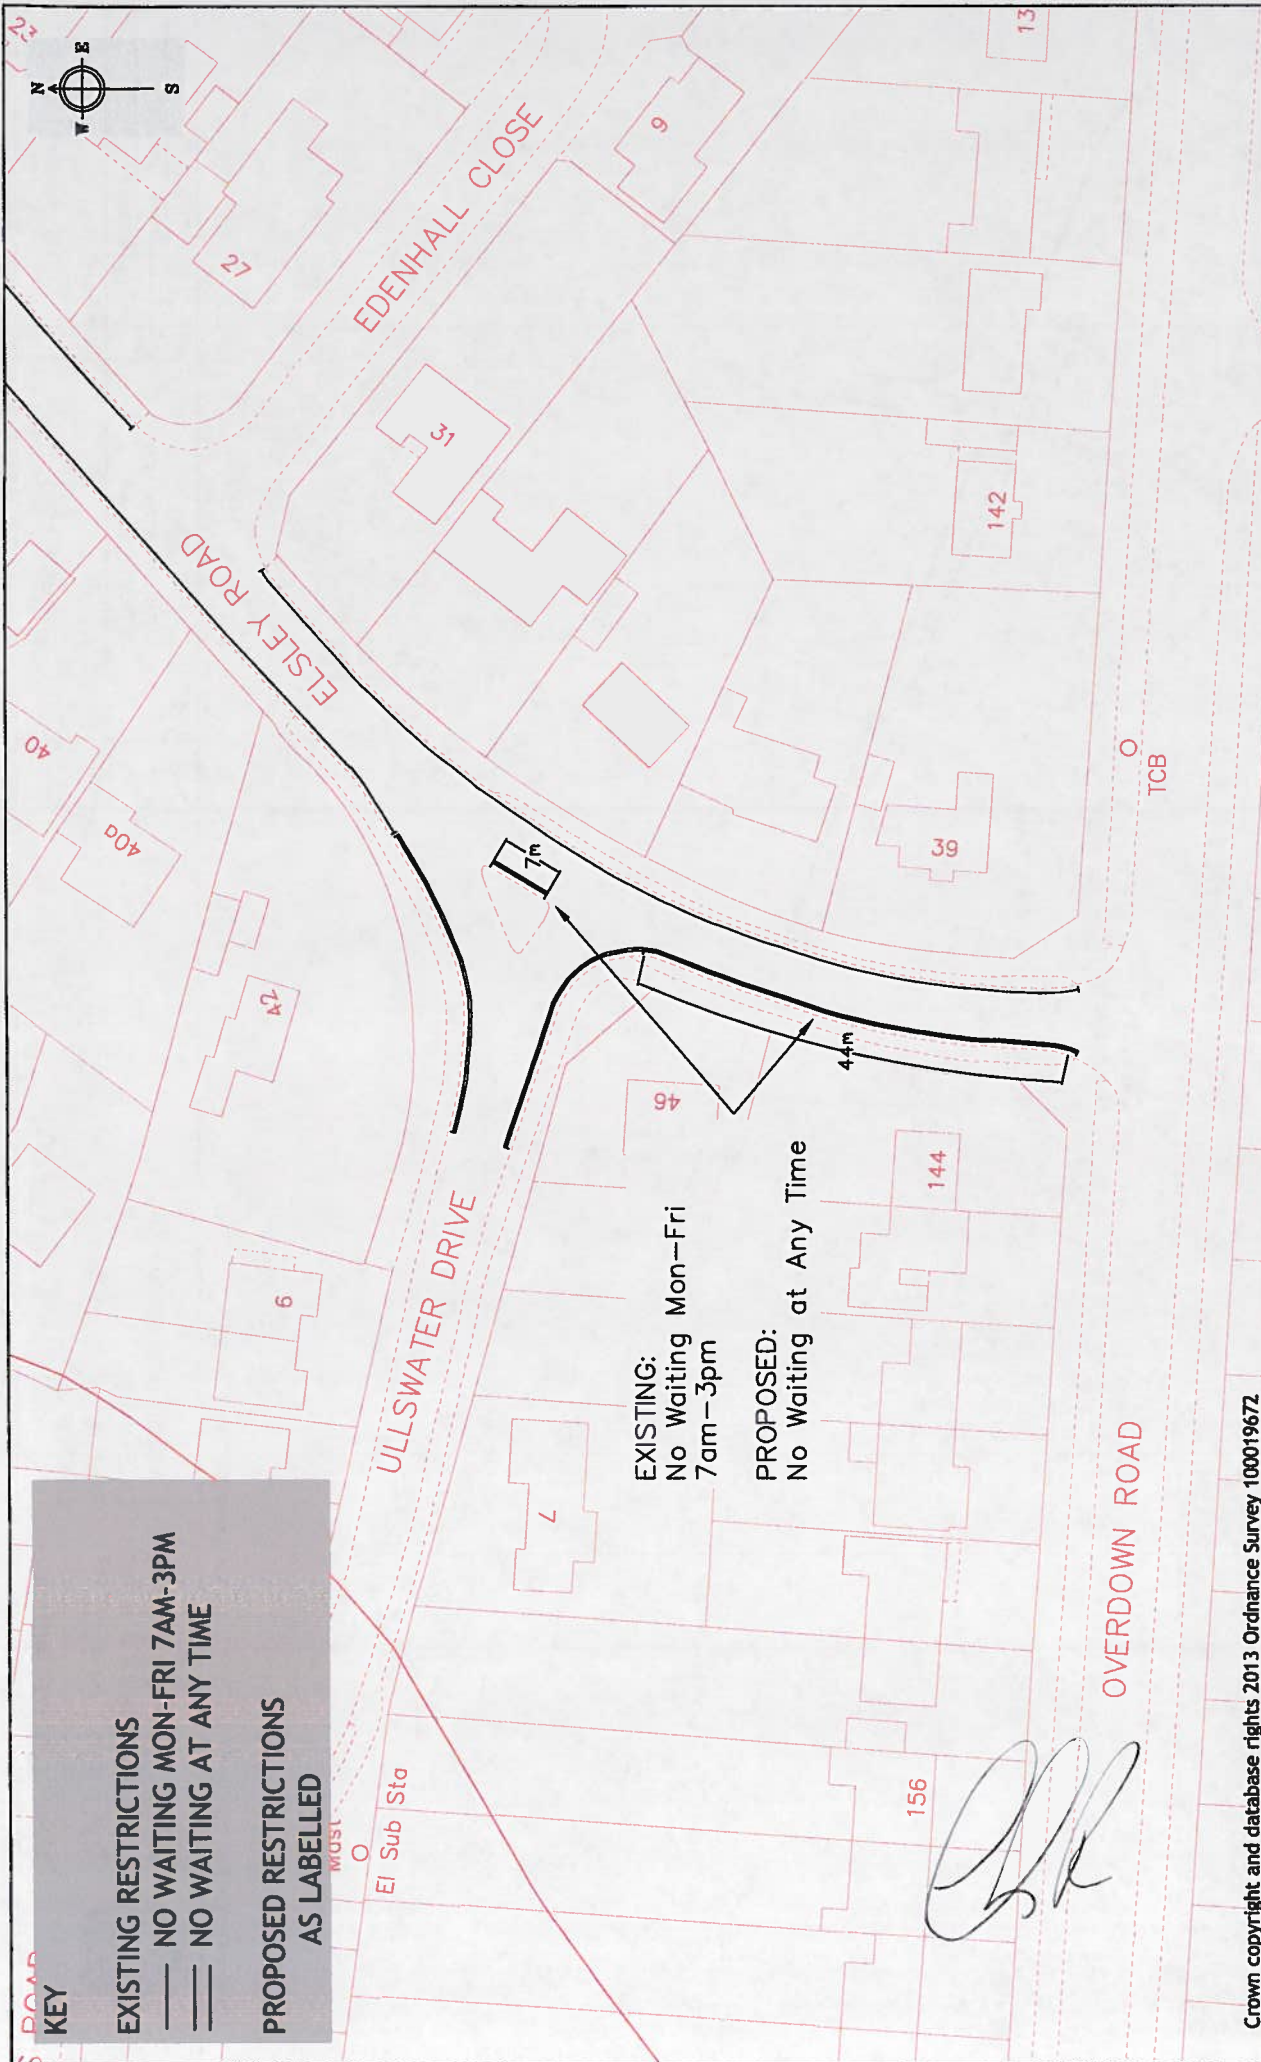 KEY
EXISTING RESTRICTIONS
NO WAITING MON-FRI 7AM-3PM
NO WAITING AT ANY TIME
PROPOSED RESTRICTIONS
AS LABELLED
ROAD
Mast
El Sub Sta
ULLSWATER DRIVE
ELSLEY ROAD
EDENHALL CLOSE
OVERDOWN ROAD
EXISTING:
No Waiting Mon-Fri
7am-3pm
PROPOSED:
No Waiting at Any Time
7m
44m
TCB
N
E
S
W
23
27
31
9
13
40
40a
42
6
7
46
39
142
144
156
Crown copyright and database rights 2013 Ordnance Survey 100019672